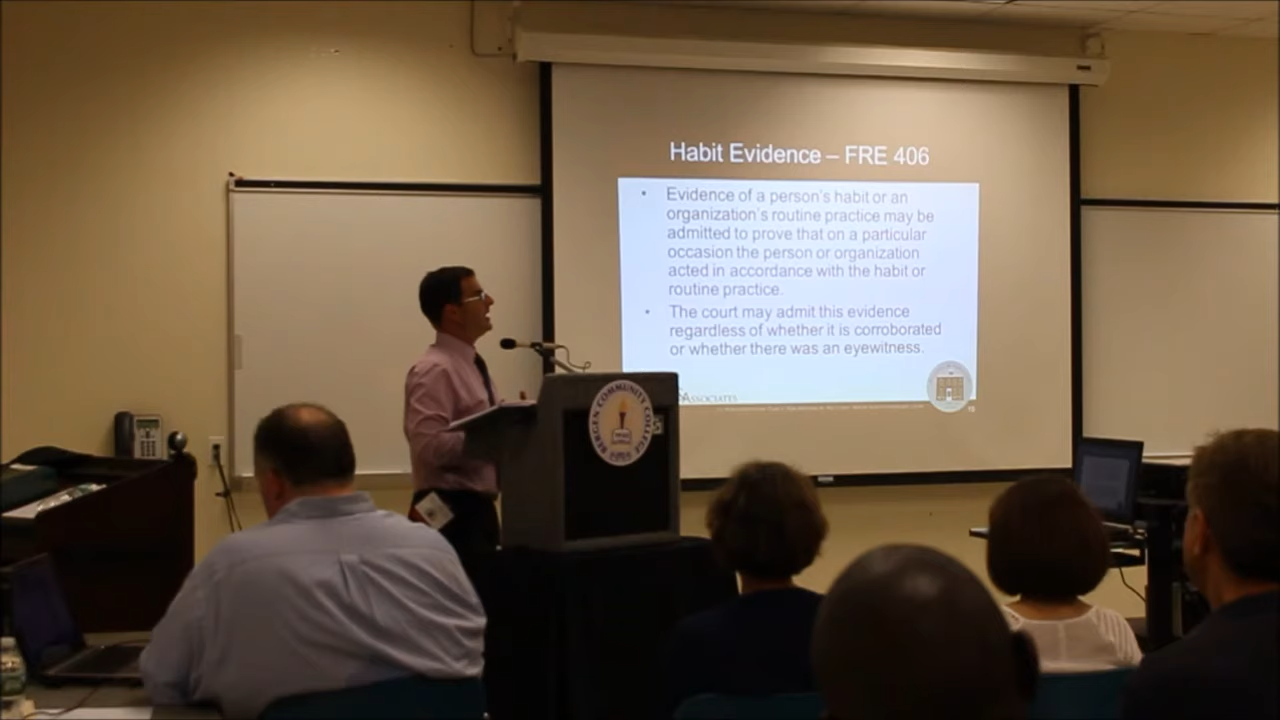 Habit Evidence – FRE 406
• Evidence of a person's habit or an
organization's routine practice may be
admitted to prove that on a particular
occasion the person or organization
acted in accordance with the habit or
routine practice.
• The court may admit this evidence
regardless of whether it is corroborated
or whether there was an eyewitness.
ASSOCIATES
BERGEN COMMUNITY COLLEGE